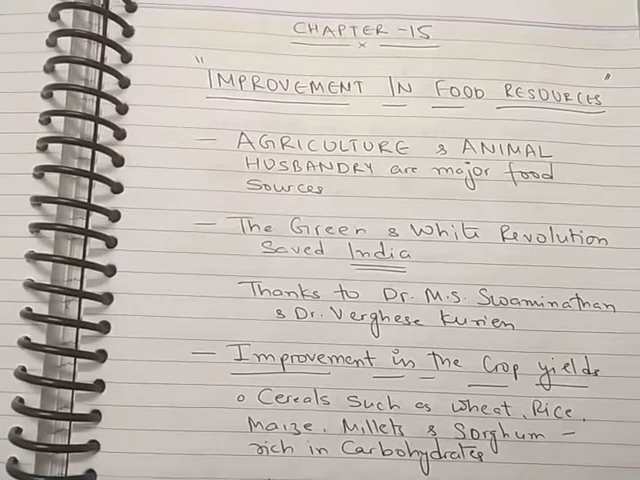 CHAPTER -15
x
"IMPROVEMENT IN FOOD RESOURCES"
- AGRICULTURE & ANIMAL
HUSBANDRY are major food
Sources
- The Green & White Revolution
Saved India
Thanks to Dr. M.S. Swaminathan
& Dr. Verghese Kurien
- Improvement in the Crop yields
o Cereals such as wheat, Rice,
Maize, Millets & Sorghum -
rich in Carbohydrates